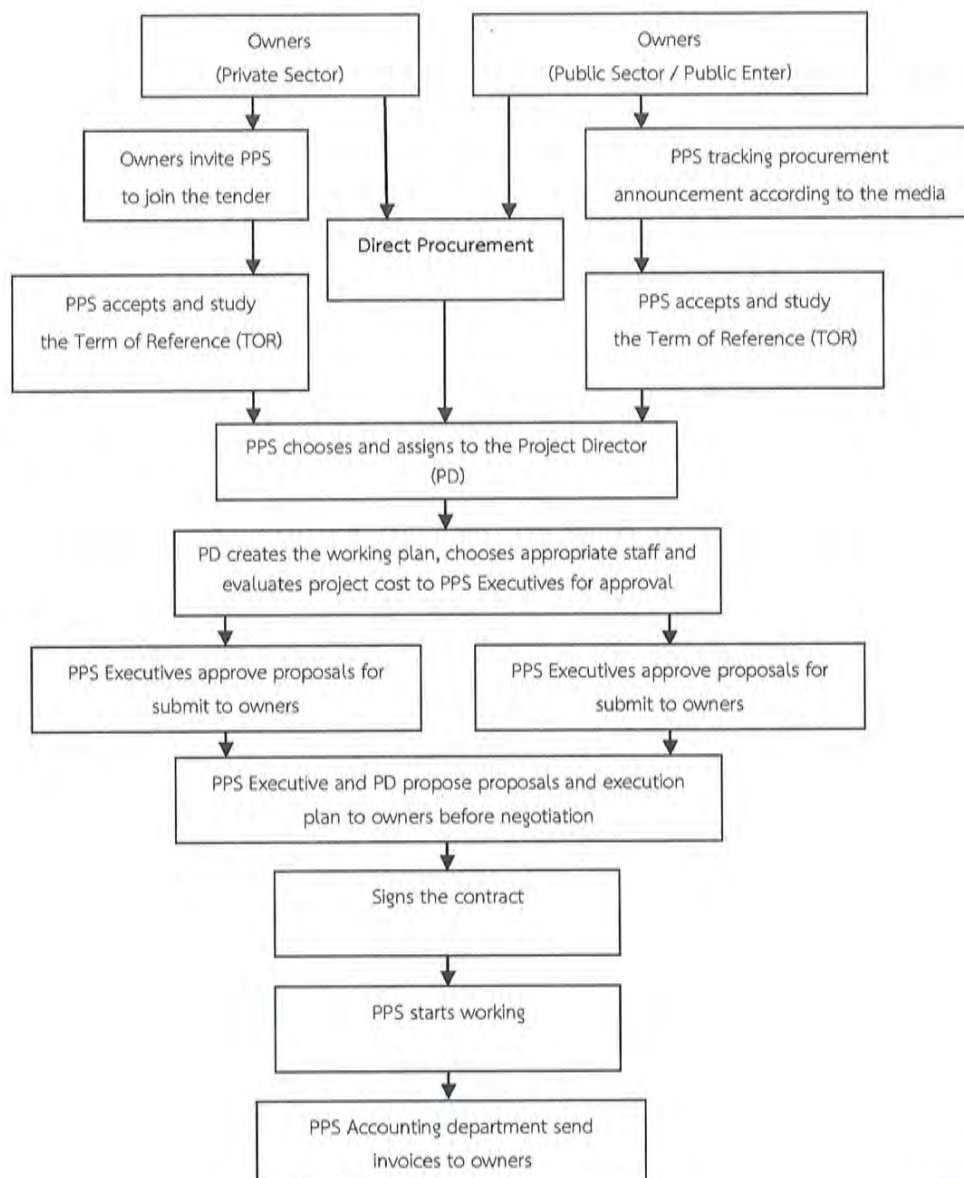 Owners
(Private Sector)
Owners
(Public Sector / Public Enter)
Owners invite PPS
to join the tender
PPS tracking procurement
announcement according to the media
Direct Procurement
PPS accepts and study
the Term of Reference (TOR)
PPS accepts and study
the Term of Reference (TOR)
PPS chooses and assigns to the Project Director
(PD)
PD creates the working plan, chooses appropriate staff and
evaluates project cost to PPS Executives for approval
PPS Executives approve proposals for
submit to owners
PPS Executives approve proposals for
submit to owners
PPS Executive and PD propose proposals and execution
plan to owners before negotiation
Signs the contract
PPS starts working
PPS Accounting department send
invoices to owners